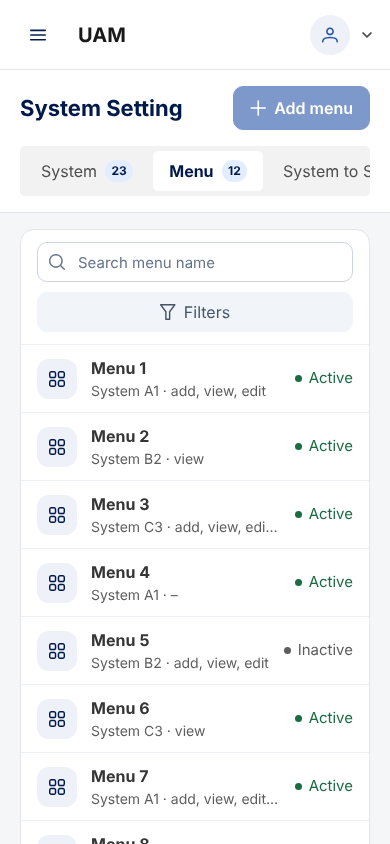 UAM
System Setting
Add menu
System 23
Menu 12
System to S
Search menu name
Filters
Menu 1
System A1 · add, view, edit
Active
Menu 2
System B2 · view
Active
Menu 3
System C3 · add, view, edi...
Active
Menu 4
System A1 · –
Active
Menu 5
System B2 · add, view, edit
Inactive
Menu 6
System C3 · view
Active
Menu 7
System A1 · add, view, edit...
Active
Menu 8